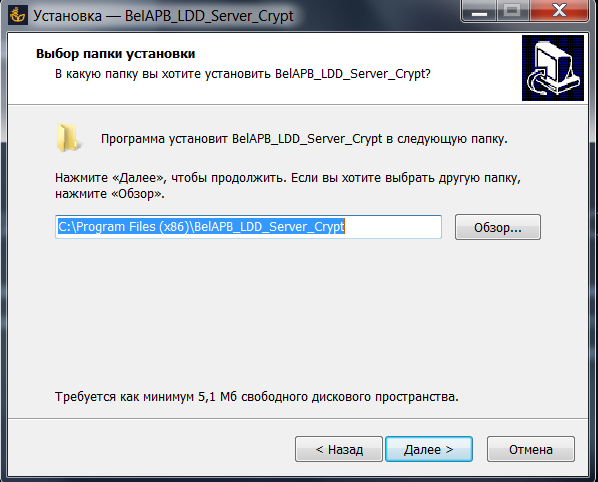 Установка — BelAPB_LDD_Server_Crypt
Выбор папки установки
В какую папку вы хотите установить BelAPB_LDD_Server_Crypt?
Программа установит BelAPB_LDD_Server_Crypt в следующую папку.
Нажмите «Далее», чтобы продолжить. Если вы хотите выбрать другую папку,
нажмите «Обзор».
C:\Program Files (x86)\BelAPB_LDD_Server_Crypt
Обзор...
Требуется как минимум 5,1 Мб свободного дискового пространства.
< Назад
Далее >
Отмена